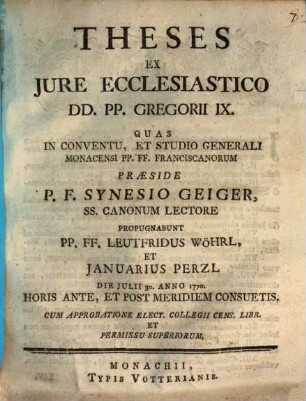 7
THESES
EX
JURE ECCLESIASTICO
DD. PP. GREGORII IX.
QUAS
IN CONVENTU, ET STUDIO GENERALI
MONACENSI PP. FF. FRANCISCANORUM
PRÆSIDE
P. F. SYNESIO GEIGER,
SS. CANONUM LECTORE
PROPUGNABUNT
PP. FF. LEUTFRIDUS WÖHRL,
ET
JANUARIUS PERZL
DIE JULII 30. ANNO 1770.
HORIS ANTE, ET POST MERIDIEM CONSUETIS.
CUM APPROBATIONE ELECT. COLLEGII CENS. LIBR.
ET
PERMISSU SUPERIORUM.
MONACHII,
TYPIS VÖTTERIANIS.